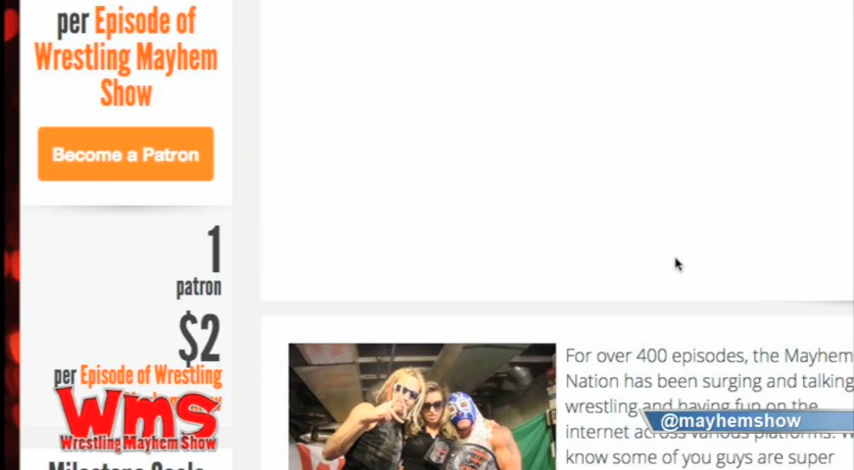 per Episode of
Wrestling Mayhem
Show
Become a Patron
1
patron
$2
per Episode of Wrestling
Wms
Wrestling Mayhem Show
Milestone Goals
For over 400 episodes, the Mayhem
Nation has been surging and talking
wrestling and having fun on the
@mayhemshow
internet across various platforms. W
know some of you guys are super